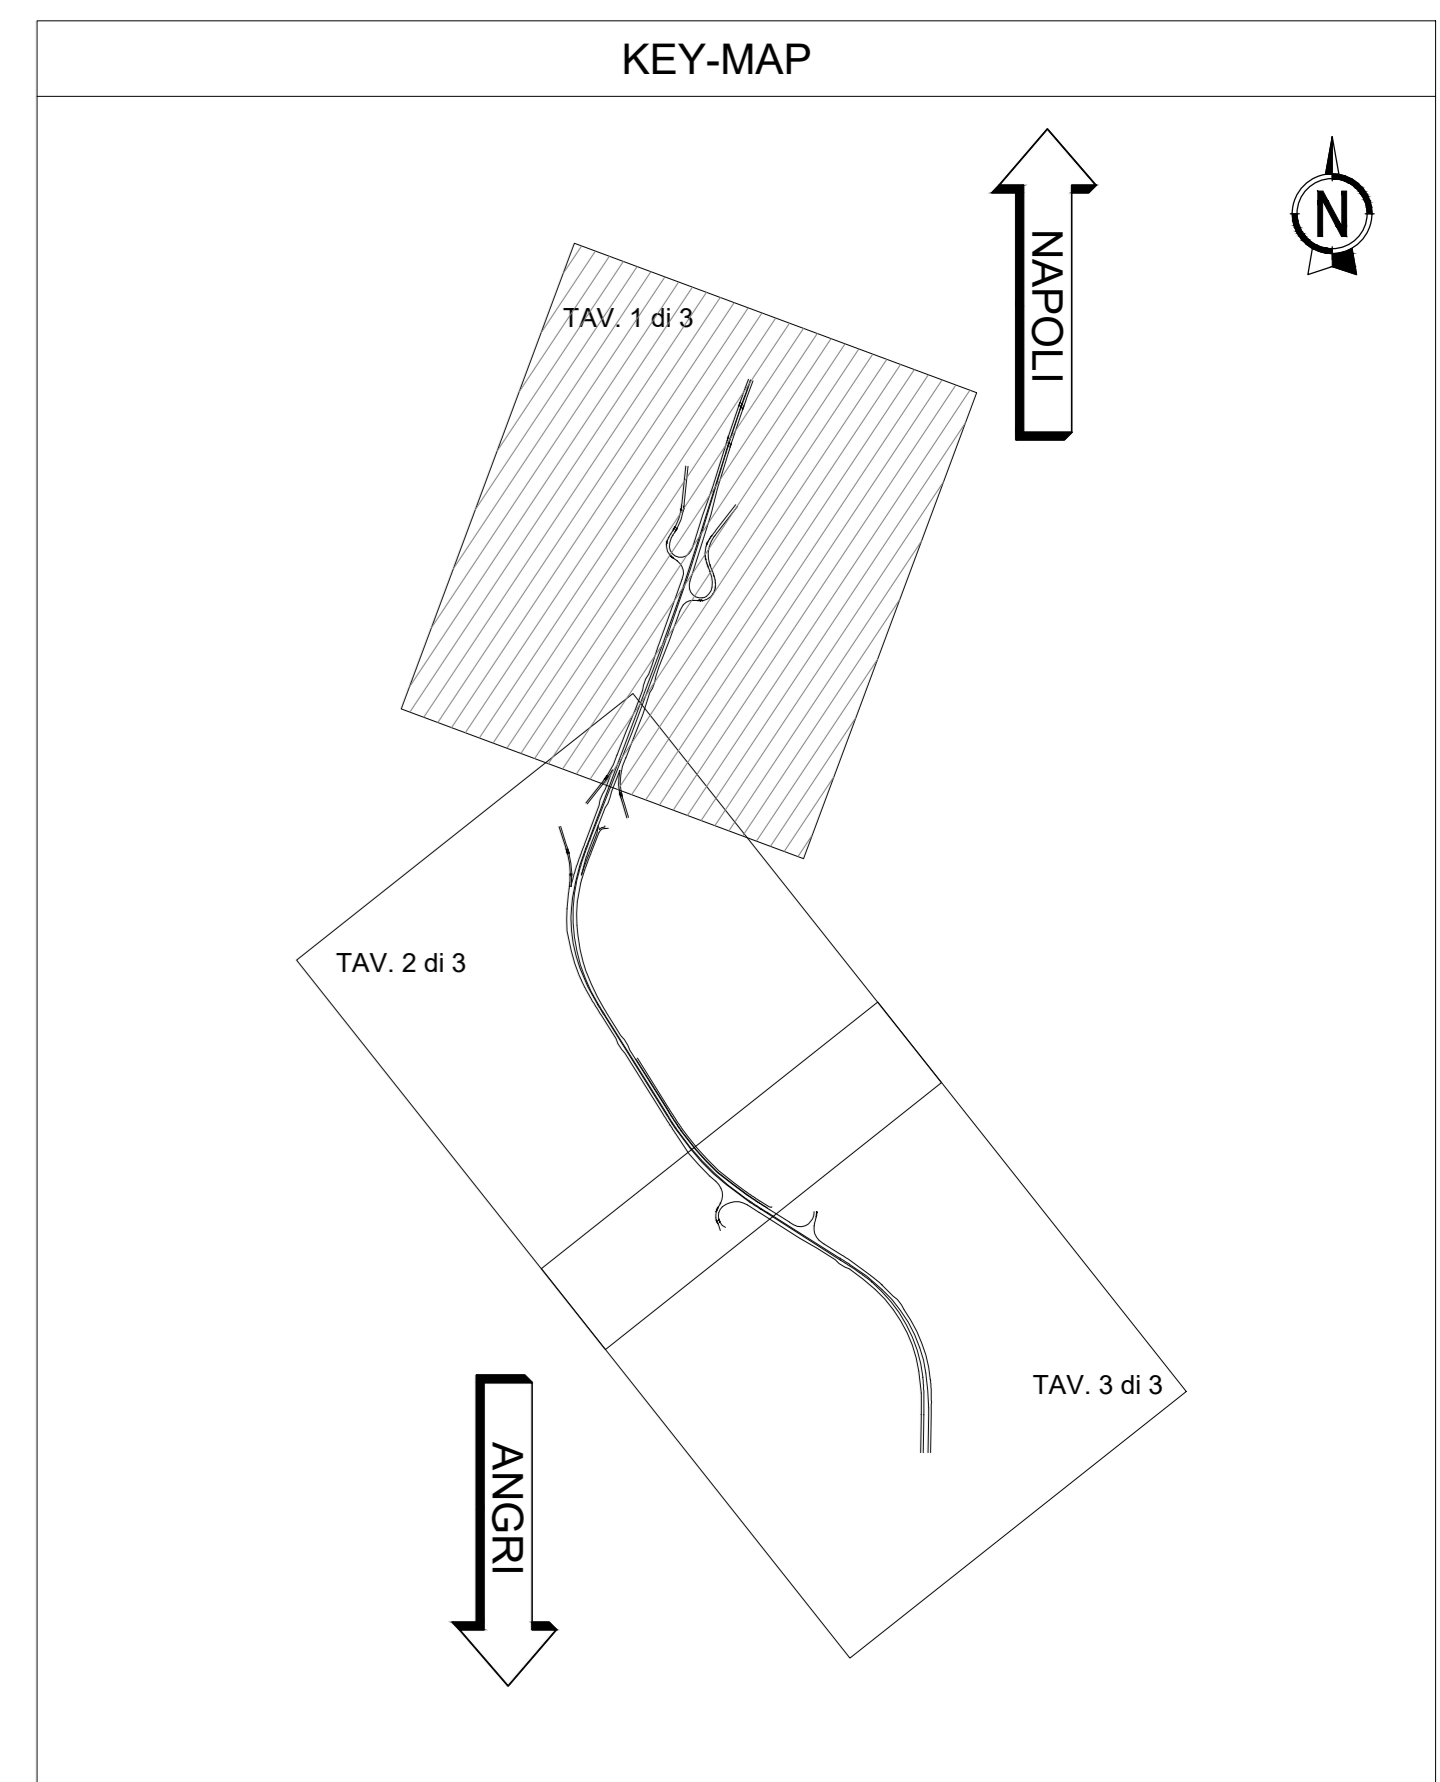 KEY-MAP
NAPOLI
N
TAV. 1 di 3
TAV. 2 di 3
TAV. 3 di 3
ANGRI